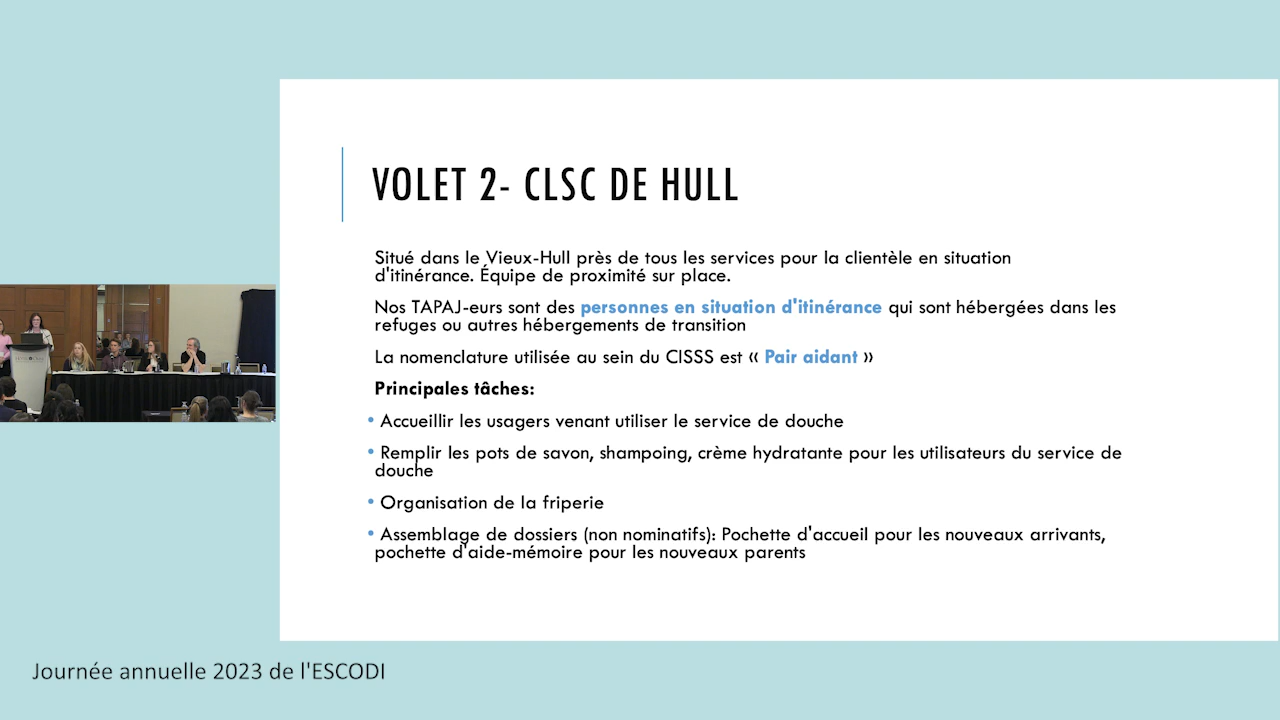 VOLET 2- CLSC DE HULL
Situé dans le Vieux-Hull près de tous les services pour la clientèle en situation
d'itinérance. Équipe de proximité sur place.
Nos TAPAJ-eurs sont des personnes en situation d'itinérance qui sont hébergées dans les
refuges ou autres hébergements de transition
La nomenclature utilisée au sein du CISSS est « Pair aidant »
Principales tâches:
• Accueillir les usagers venant utiliser le service de douche
• Remplir les pots de savon, shampoing, crème hydratante pour les utilisateurs du service de
douche
• Organisation de la friperie
• Assemblage de dossiers (non nominatifs): Pochette d'accueil pour les nouveaux arrivants,
pochette d'aide-mémoire pour les nouveaux parents
Journée annuelle 2023 de l'ESCODI